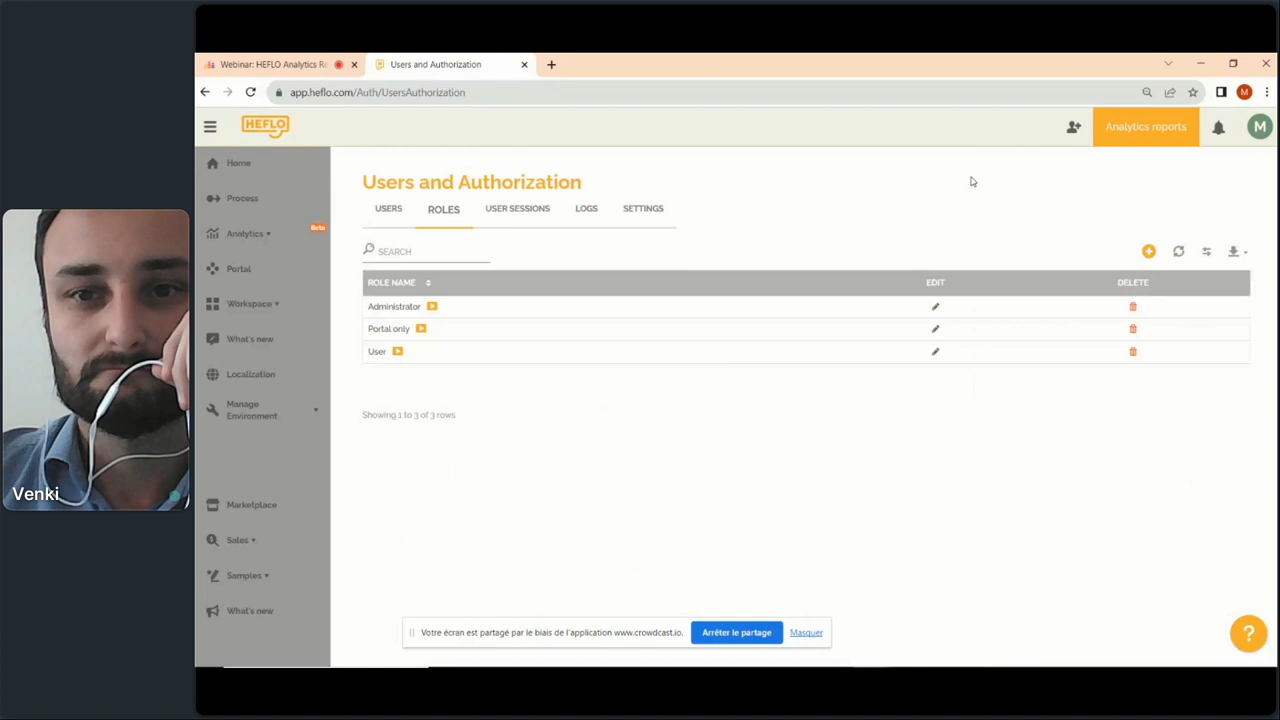 Webinar: HEFLO Analytics Re
Users and Authorization
app.heflo.com/Auth/UsersAuthorization
M
HEFLO
Analytics reports
M
Home
Process
Analytics
Beta
Portal
Workspace
What's new
Localization
Manage
Environment
Marketplace
Sales
Samples
What's new
Users and Authorization
USERS
ROLES
USER SESSIONS
LOGS
SETTINGS
SEARCH
ROLE NAME
EDIT
DELETE
Administrator
Portal only
User
Showing 1 to 3 of 3 rows
Votre écran est partagé par le biais de l'application www.crowdcast.io.
Arrêter le partage
Masquer
?
Venki